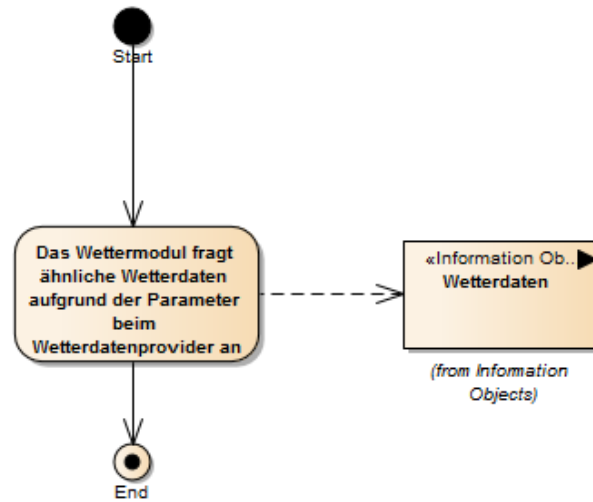 Start
Das Wettermodul fragt
ähnliche Wetterdaten
aufgrund der Parameter
beim
Wetterdatenprovider an
«Information Ob..
Wetterdaten
(from Information
Objects)
End